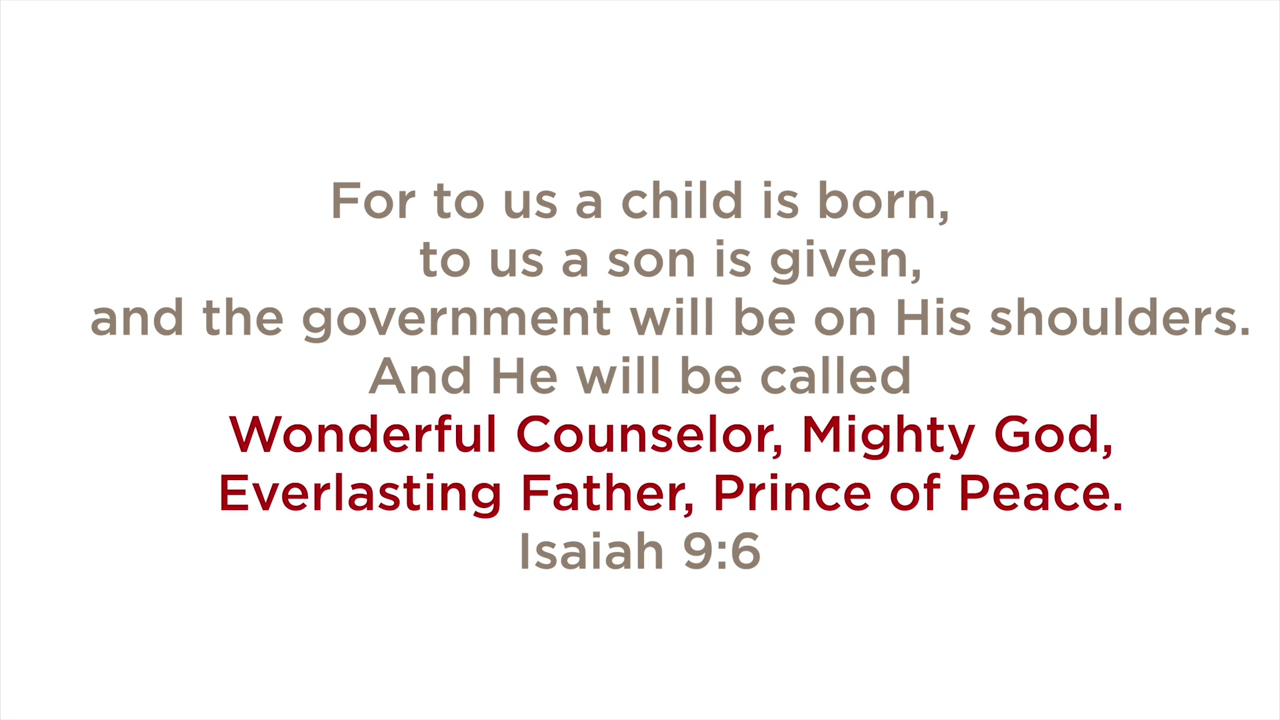 For to us a child is born,
to us a son is given,
and the government will be on His shoulders.
And He will be called
Wonderful Counselor, Mighty God,
Everlasting Father, Prince of Peace.
Isaiah 9:6